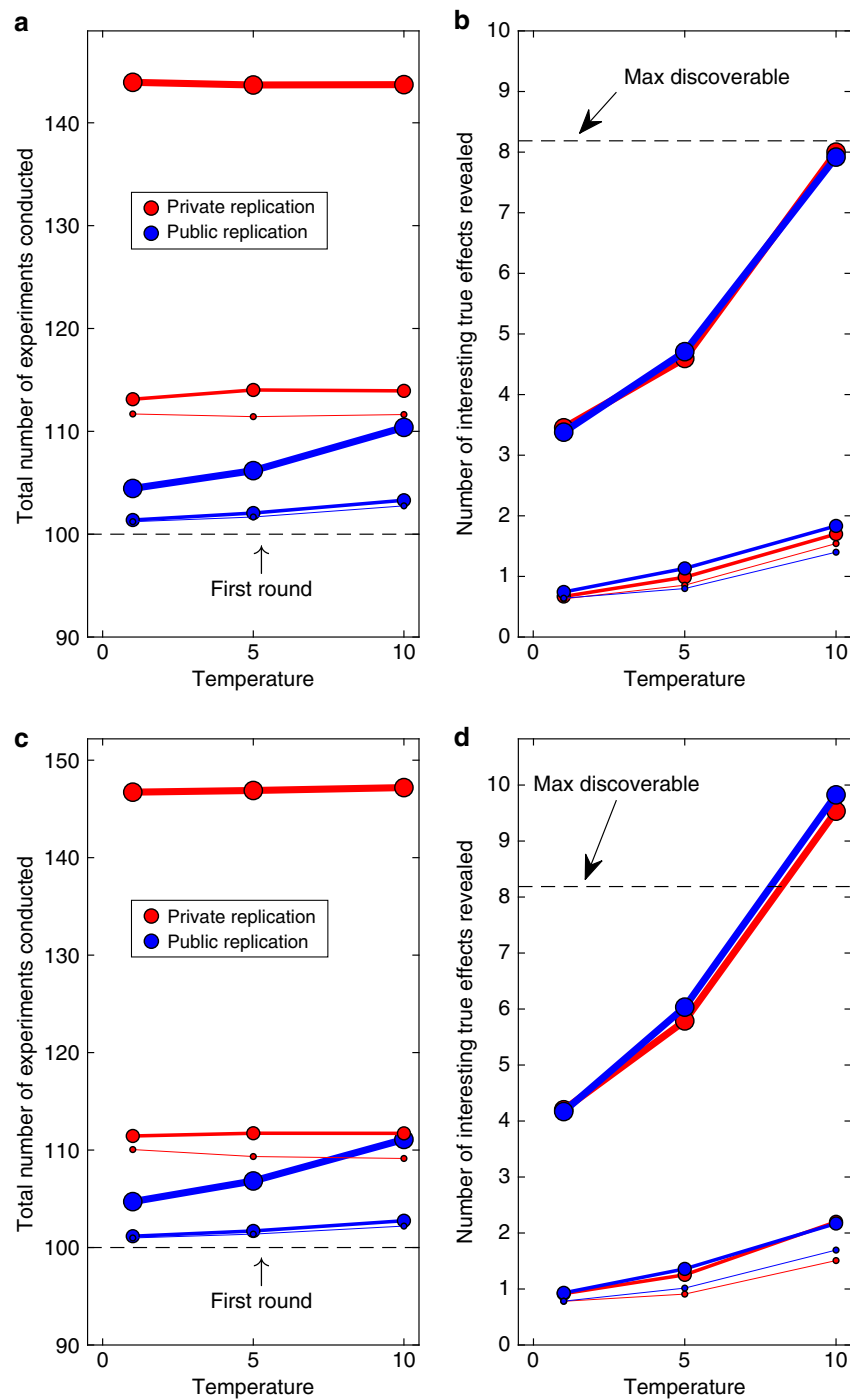 a
Total number of experiments conducted
140
130
120
110
100
90
Private replication
Public replication
First round
0
5
10
Temperature
b
Number of interesting true effects revealed
10
9
8
7
6
5
4
3
2
1
0
Max discoverable
0
5
10
Temperature
c
Total number of experiments conducted
150
140
130
120
110
100
90
Private replication
Public replication
First round
0
5
10
Temperature
d
Number of interesting true effects revealed
10
9
8
7
6
5
4
3
2
1
0
Max discoverable
0
5
10
Temperature